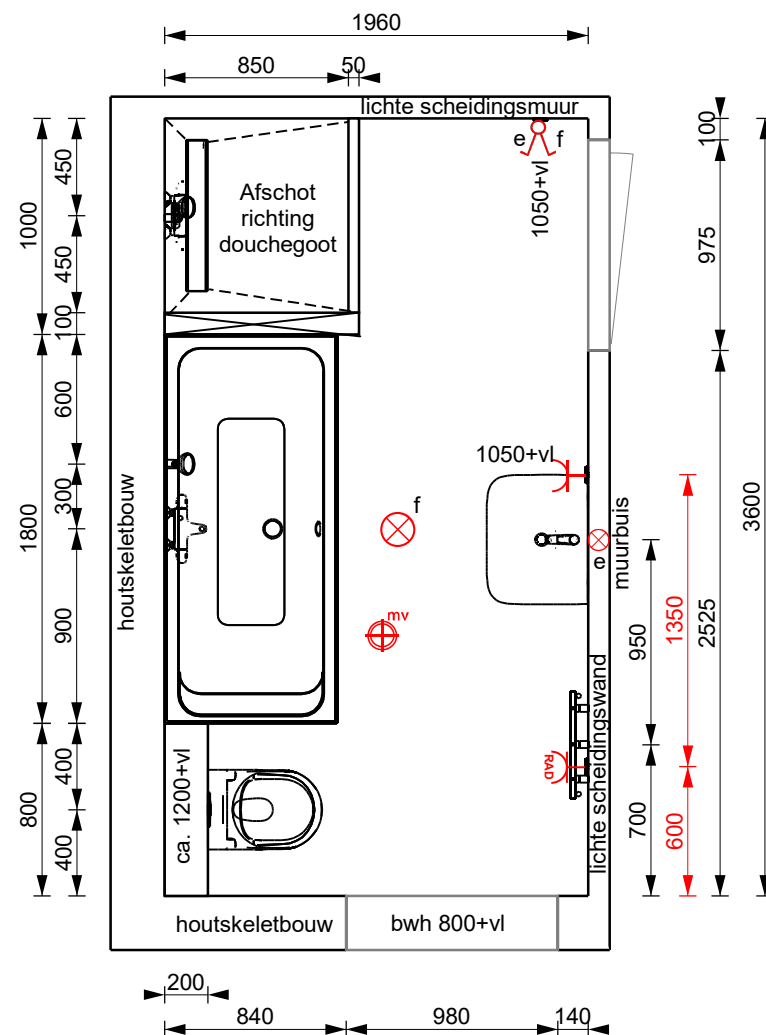 1960
850
50
lichte scheidingsmuur
e
f
1050+vl
Afschot
richting
douchegoot
100
975
450
450
1000
100
600
300
900
1800
houtskeletbouw
1050+vl
f
mv
e
muurbuis
3600
1350
2525
950
lichte scheidingswand
RAD
700
600
400
400
800
ca. 1200+vl
houtskeletbouw
bwh 800+vl
200
840
980
140